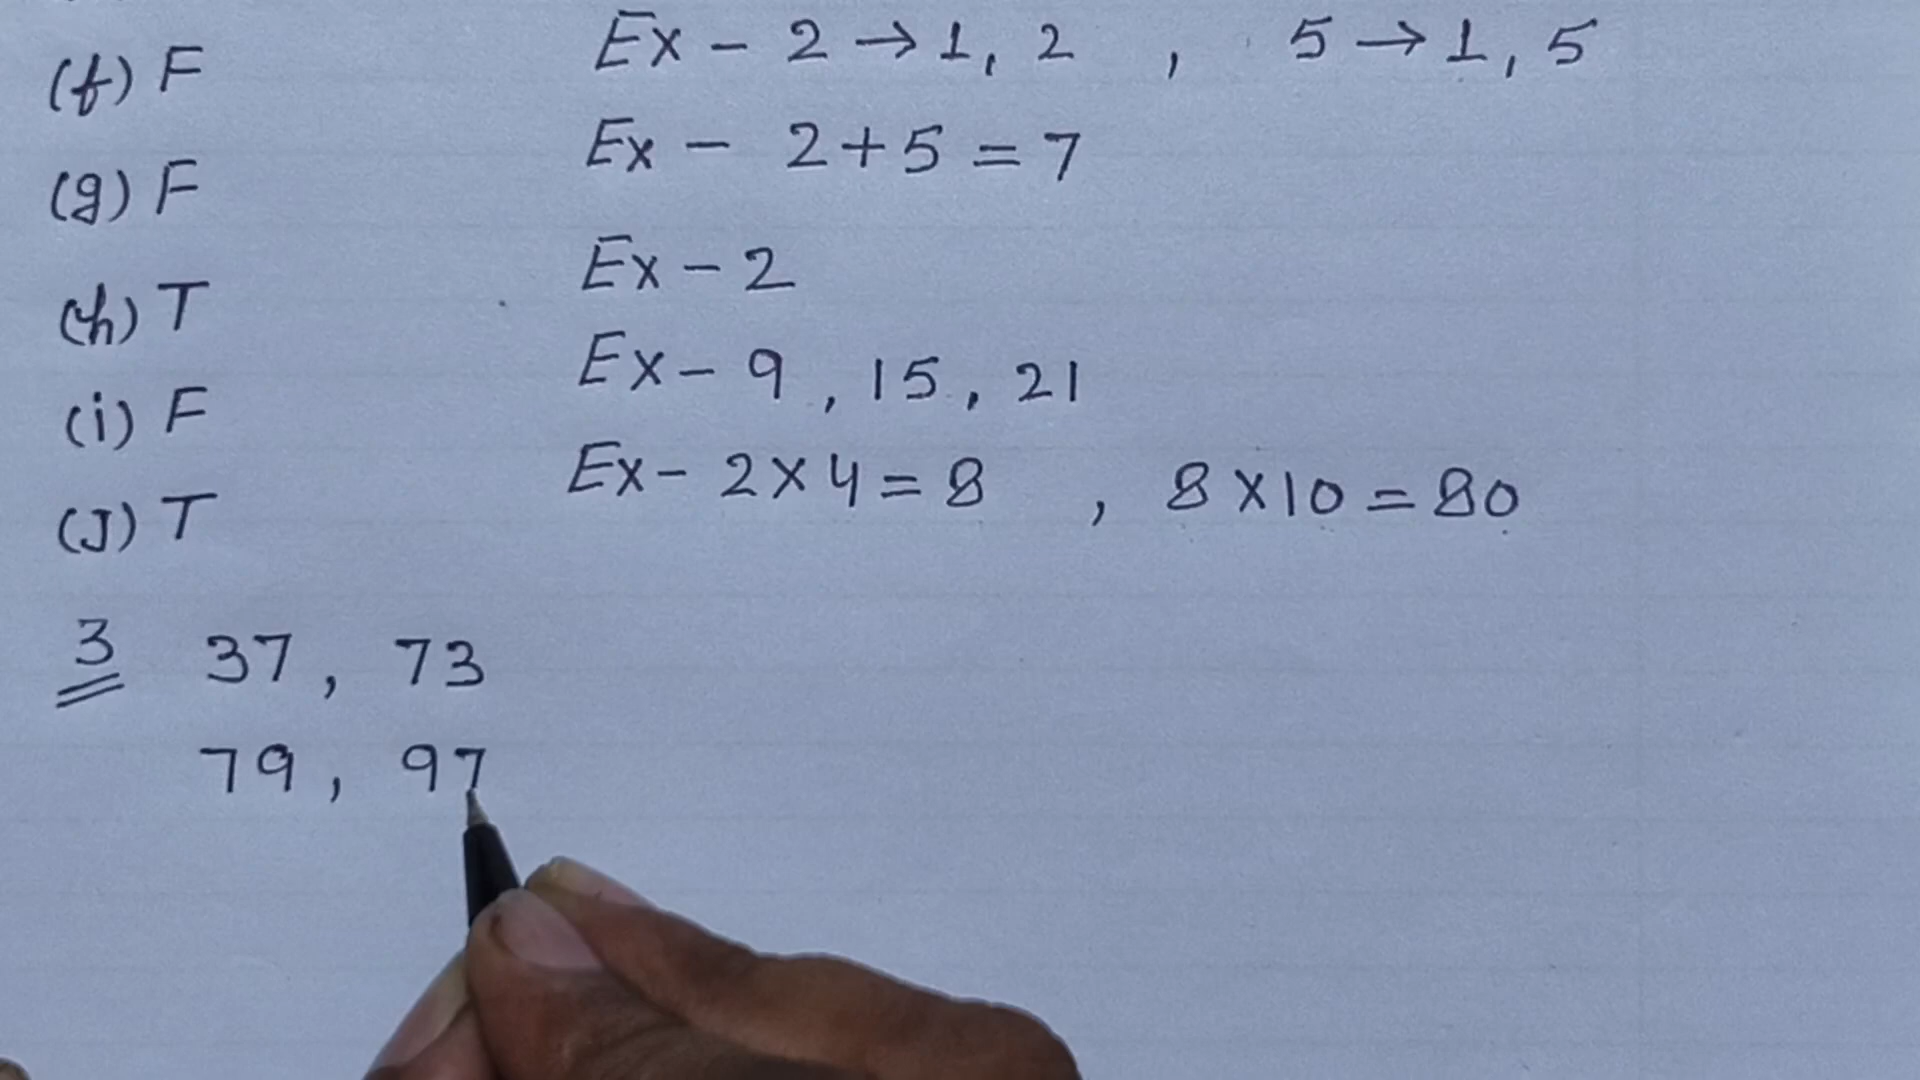 (f) F Ex - 2 → 1, 2 , 5 → 1, 5
(g) F Ex - 2 + 5 = 7
(h) T Ex - 2
(i) F Ex - 9, 15, 21
(J) T Ex - 2 × 4 = 8 , 8 × 10 = 80
3 37, 73
79, 97